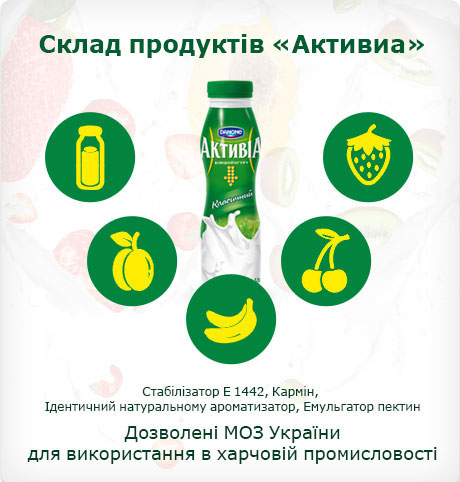 Склад продуктів «Активиа»
DANONE
АКТИВІА
БІФІДОЙОГУРТ
Класичний
Стабілізатор Е 1442, Кармін,
Ідентичний натуральному ароматизатор, Емульгатор пектин
Дозволені МОЗ України
для використання в харчовій промисловості